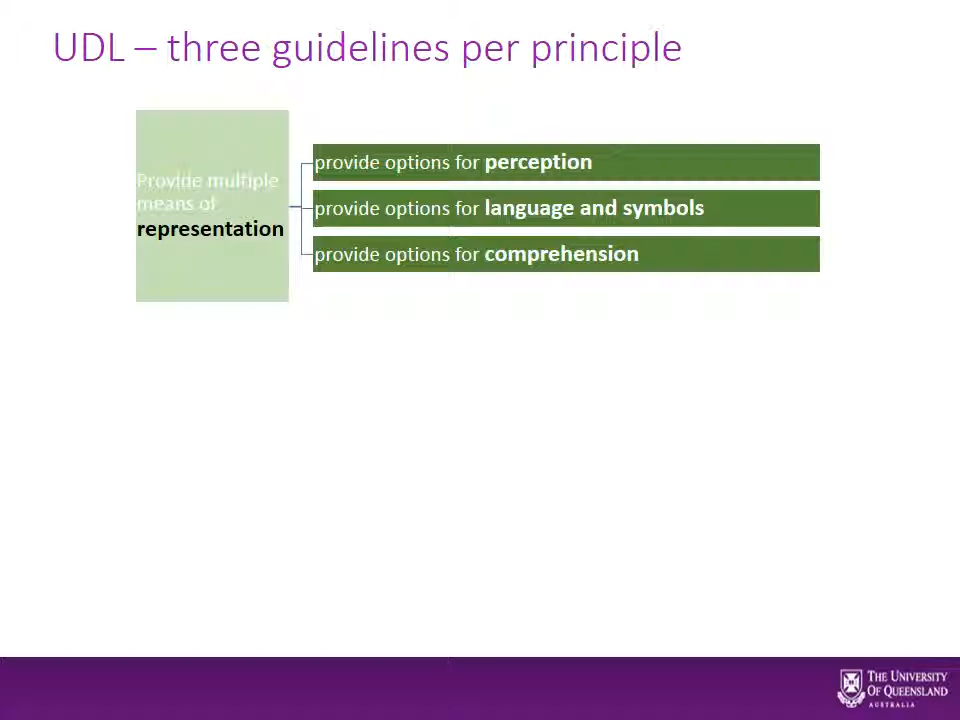 UDL – three guidelines per principle
Provide multiple
means of
representation
provide options for perception
provide options for language and symbols
provide options for comprehension
THE UNIVERSITY
OF QUEENSLAND
AUSTRALIA